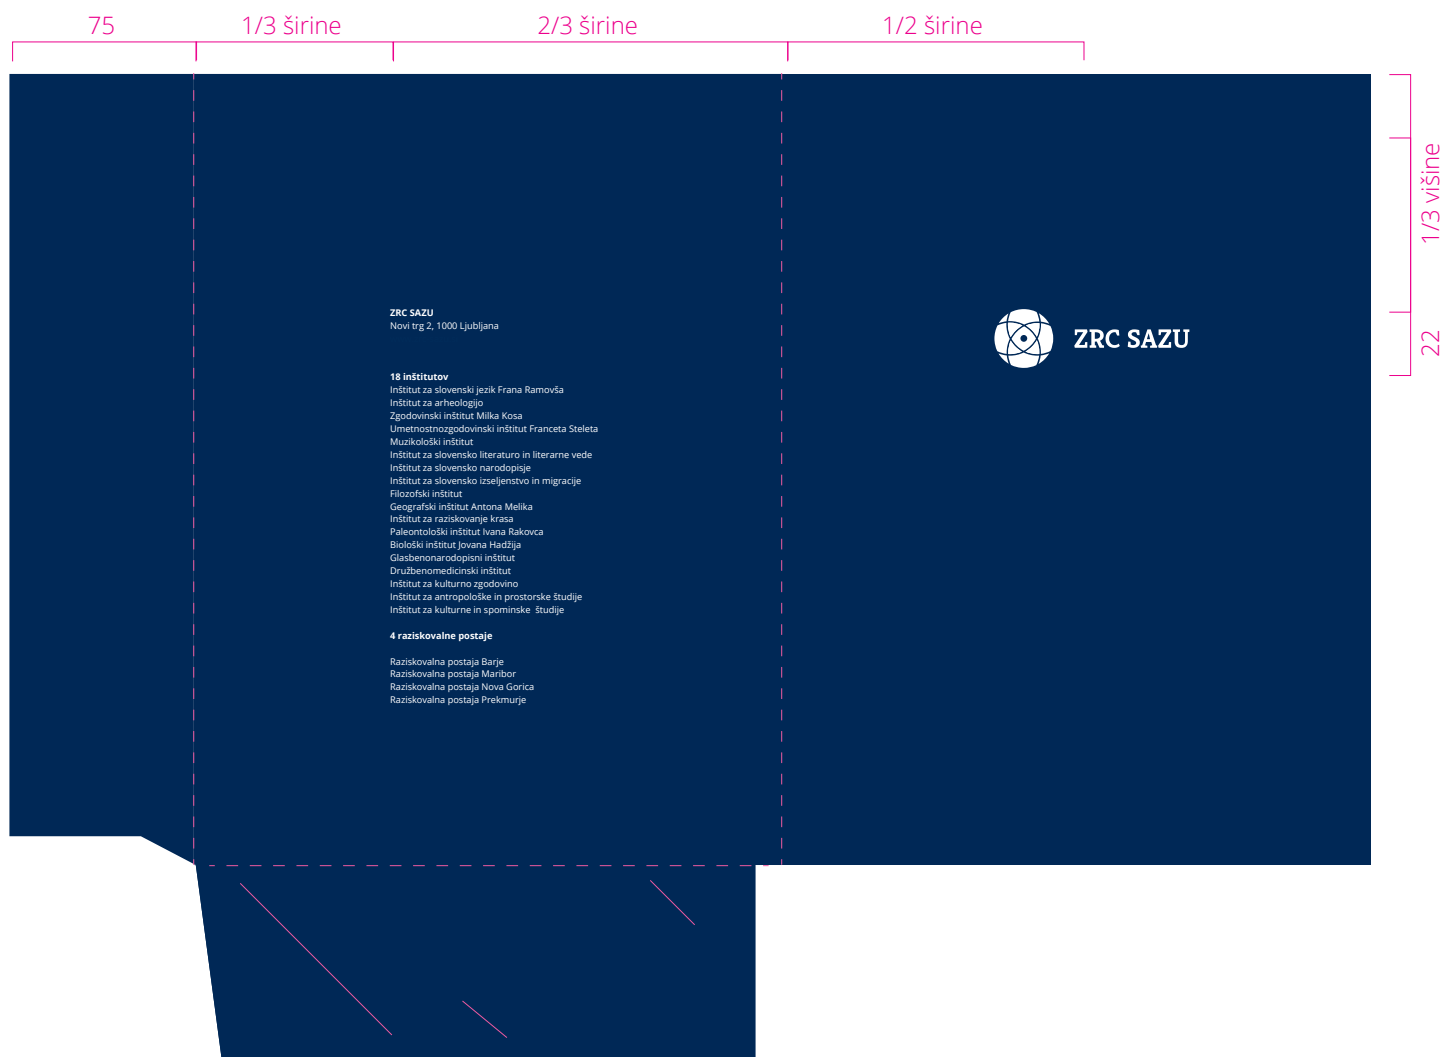 75
1/3 širine
2/3 širine
1/2 širine
1/3 višine
22
ZRC SAZU
Novi trg 2, 1000 Ljubljana
18 inštitutov
Inštitut za slovenski jezik Frana Ramovša
Inštitut za arheologijo
Zgodovinski inštitut Milka Kosa
Umetnostnozgodovinski inštitut Franceta Steleta
Muzikološki inštitut
Inštitut za slovensko literaturo in literarne vede
Inštitut za slovensko narodopisje
Inštitut za slovensko izseljenstvo in migracije
Filozofski inštitut
Geografski inštitut Antona Melika
Inštitut za raziskovanje krasa
Paleontološki inštitut Ivana Rakovca
Biološki inštitut Jovana Hadžija
Glasbenonarodopisni inštitut
Družbenomedicinski inštitut
Inštitut za kulturno zgodovino
Inštitut za antropološke in prostorske študije
Inštitut za kulturne in spominske  študije
4 raziskovalne postaje
Raziskovalna postaja Barje
Raziskovalna postaja Maribor
Raziskovalna postaja Nova Gorica
Raziskovalna postaja Prekmurje
ZRC SAZU